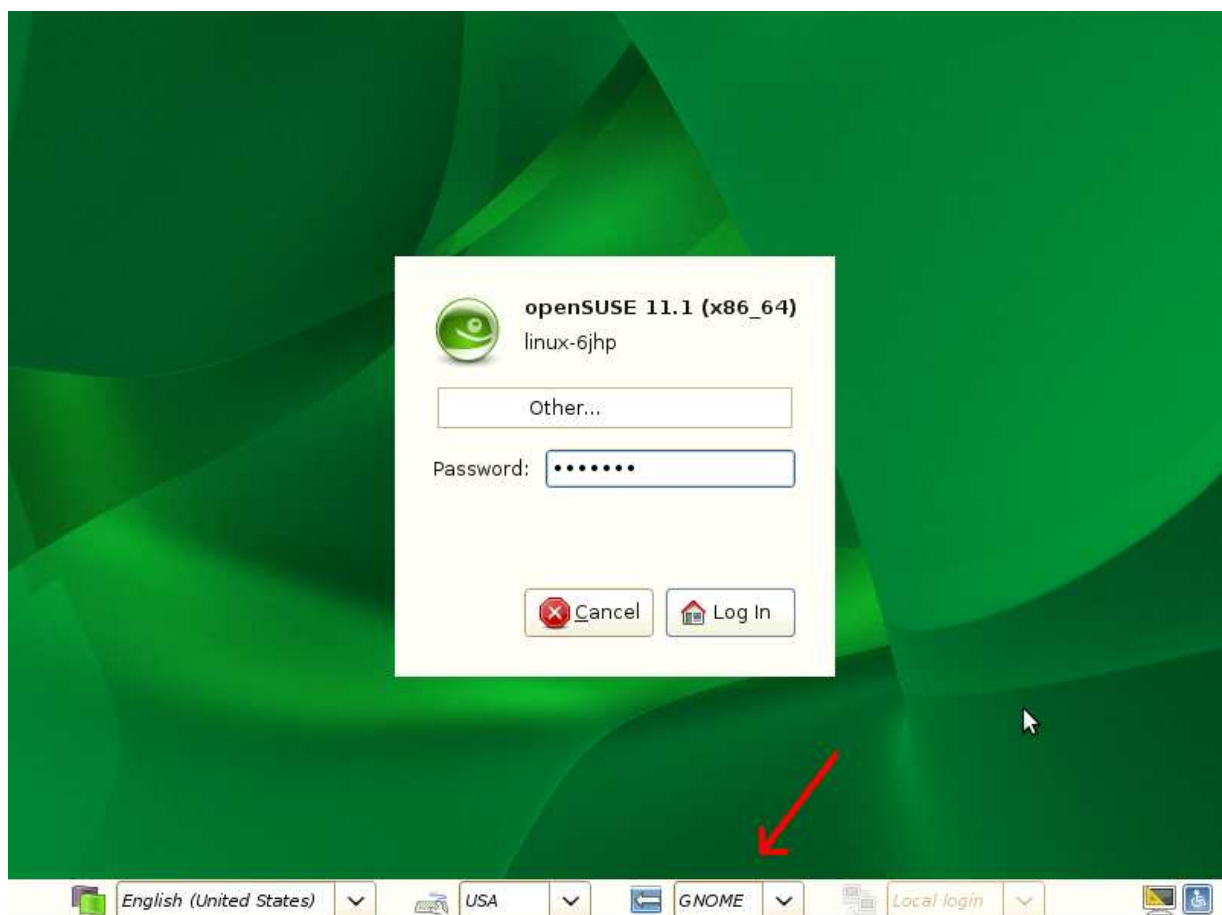 openSUSE 11.1 (x86_64)
linux-6jhp
Other...
Password: •••••••
Cancel Log In
English (United States) USA GNOME Local login